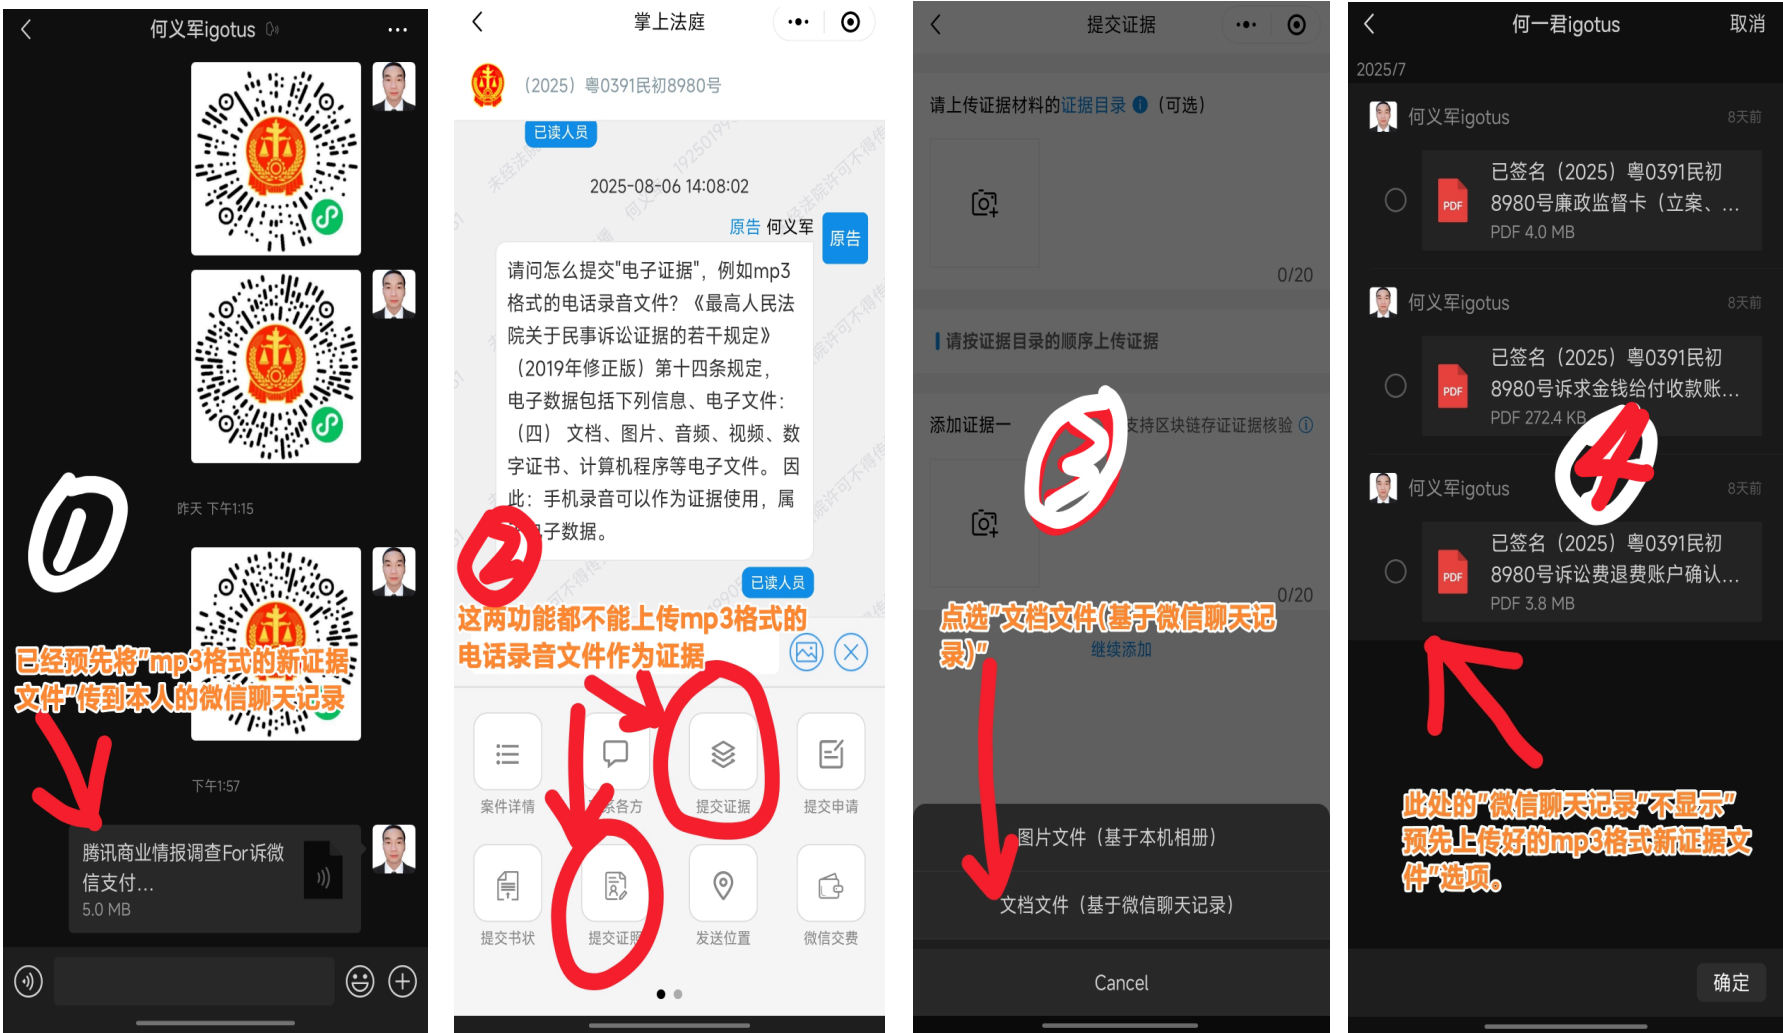 何义军igotus
昨天 下午1:15
①
已经预先将"mp3格式的新证据
文件"传到本人的微信聊天记录
下午1:57
腾讯商业情报调查For诉微
信支付...
5.0 MB
掌上法庭
（2025）粤0391民初8980号
已读人员
2025-08-06 14:08:02
原告 何义军
原告
请问怎么提交"电子证据"，例如mp3
格式的电话录音文件？《最高人民法
院关于民事诉讼证据的若干规定》
（2019年修正版）第十四条规定，
电子数据包括下列信息、电子文件：
（四） 文档、图片、音频、视频、数
字证书、计算机程序等电子文件。 因
此：手机录音可以作为证据使用，属
电子数据。
②
已读人员
这两功能都不能上传mp3格式的
电话录音文件作为证据
案件详情
系各方
提交证据
提交申请
提交书状
提交证照
发送位置
微信交费
提交证据
请上传证据材料的证据目录（可选）
0/20
请按证据目录的顺序上传证据
添加证据一
支持区块链存证证据核验
③
0/20
点选"文档文件(基于微信聊天记
录)"
继续添加
图片文件（基于本机相册）
文档文件（基于微信聊天记录）
Cancel
何一君igotus
取消
2025/7
何义军igotus
8天前
已签名（2025）粤0391民初
8980号廉政监督卡（立案、...
PDF
PDF 4.0 MB
何义军igotus
8天前
已签名（2025）粤0391民初
8980号诉求金钱给付收款账...
PDF
PDF 272.4 KB
④
何义军igotus
8天前
已签名（2025）粤0391民初
8980号诉讼费退费账户确认...
PDF
PDF 3.8 MB
此处的"微信聊天记录"不显示"
预先上传好的mp3格式新证据文
件"选项。
确定